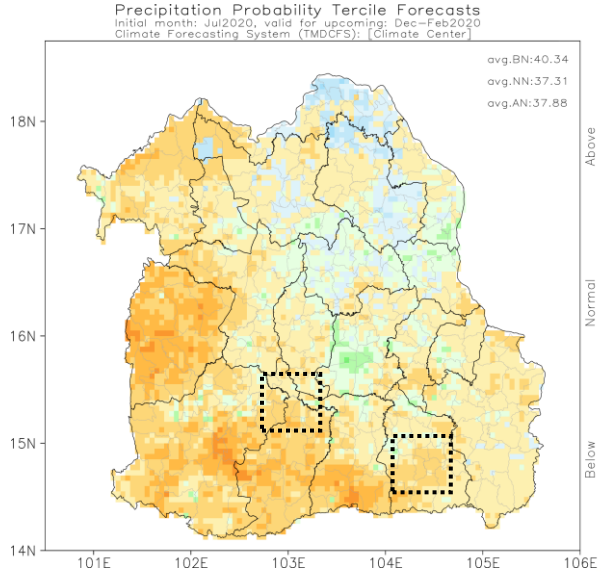 Precipitation Probability Tercile Forecasts
Initial month: Jul2020, valid for upcoming: Dec-Feb2020
Climate Forecasting System (TMDCFS): [Climate Center]
avg.BN:40.34
avg.NN:37.31
avg.AN:37.88
18N
17N
16N
15N
14N
Above
Normal
Below
101E 102E 103E 104E 105E 106E